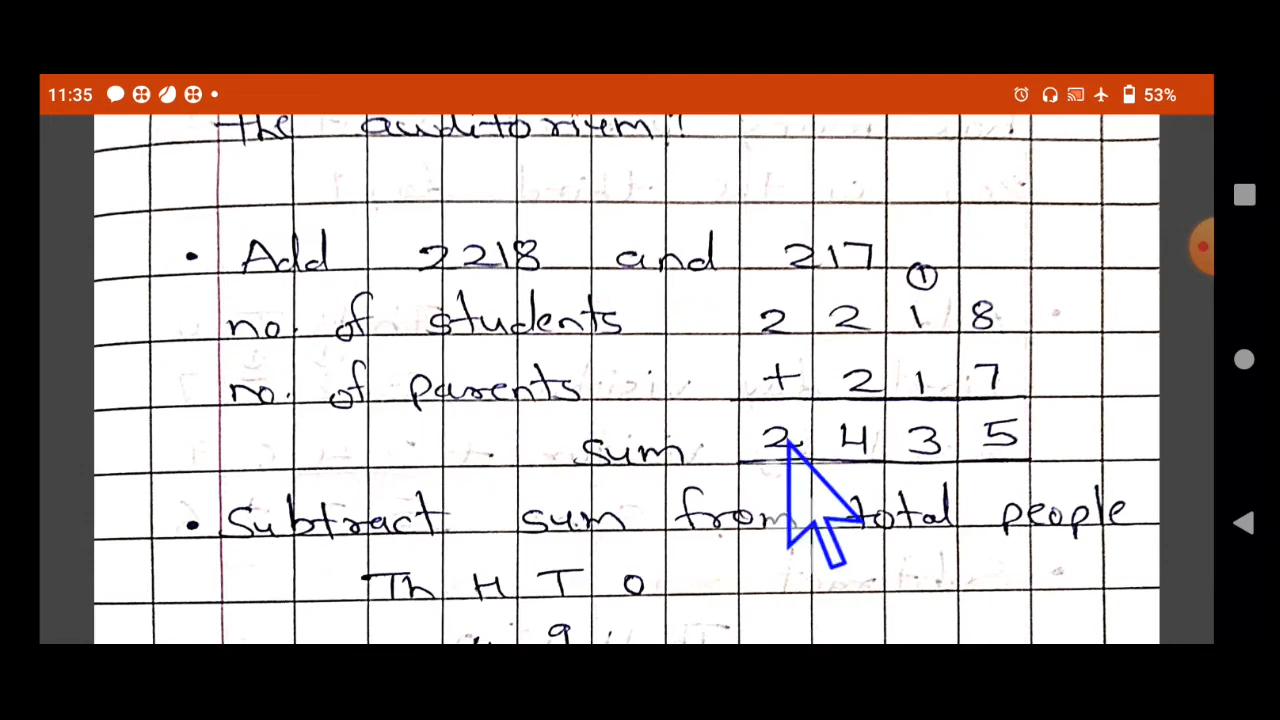 11:35 53%
the auditorium?
• Add 2218 and 217
①
no. of students 2 2 1 8
no. of parents + 2 1 7
sum 2 4 3 5
• Subtract sum from total people
Th H T O
9